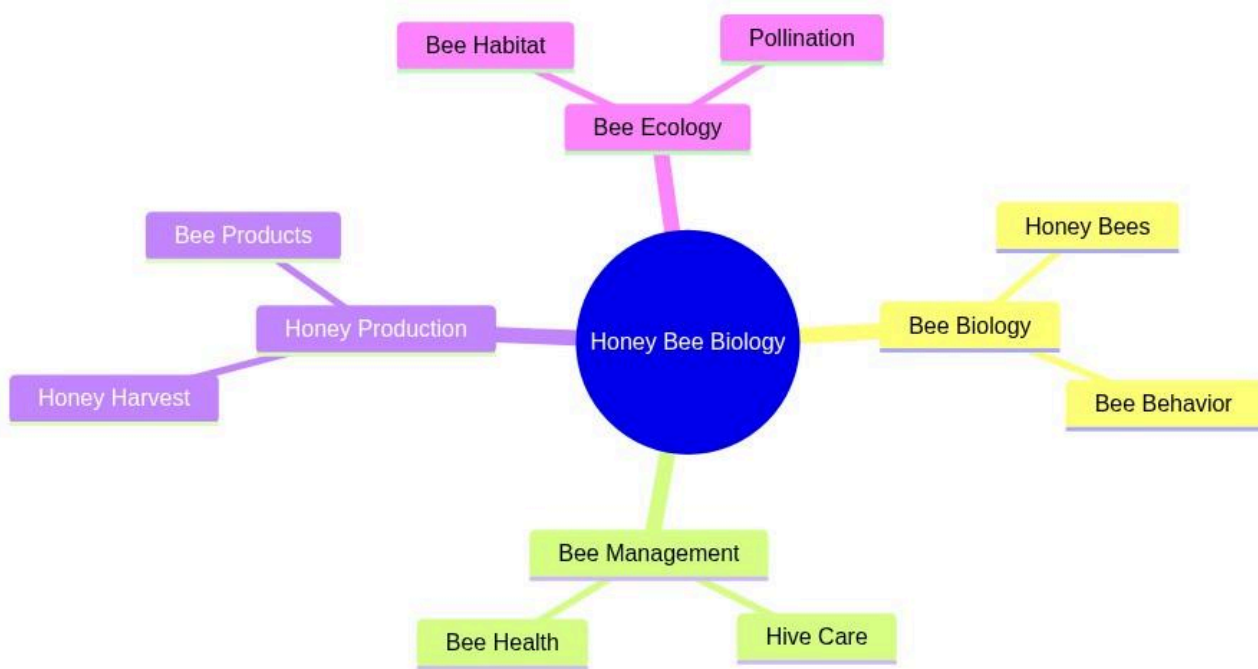 Bee Habitat
Pollination
Bee Ecology
Bee Products
Honey Bees
Honey Production
Honey Bee Biology
Bee Biology
Honey Harvest
Bee Behavior
Bee Management
Bee Health
Hive Care